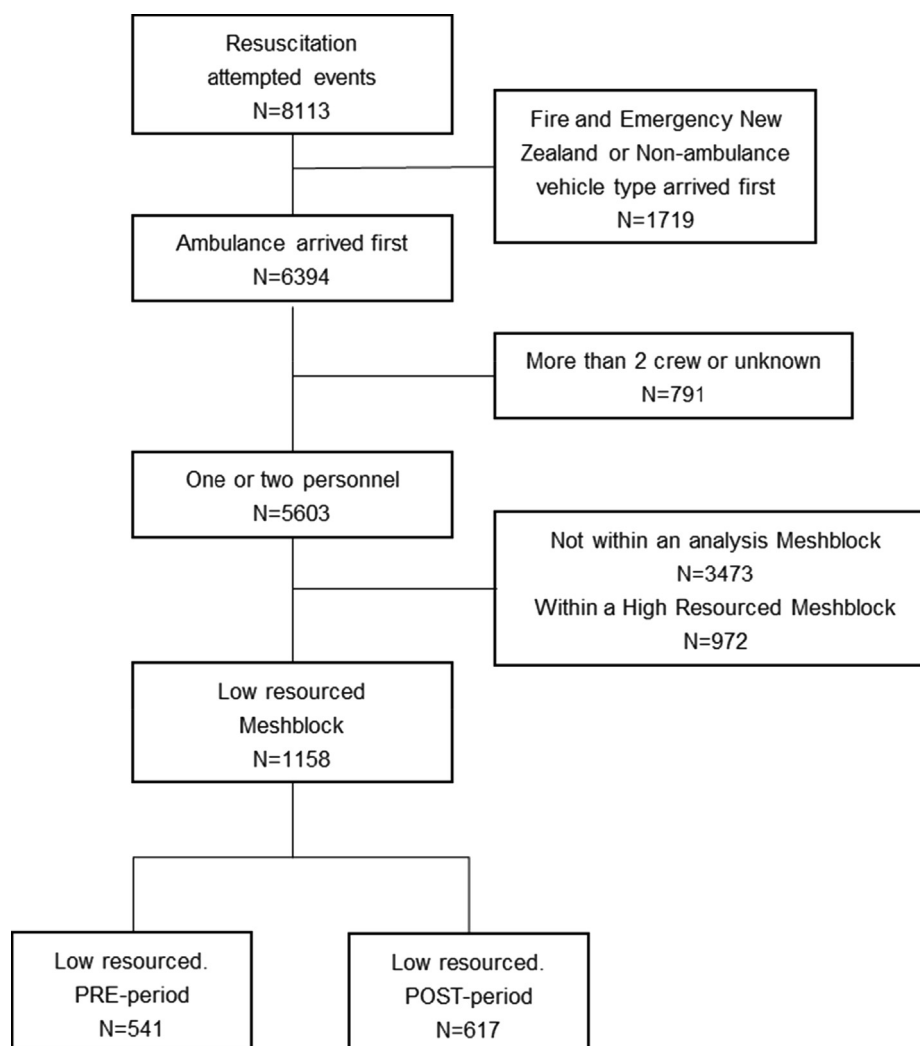 Resuscitation
attempted events
N=8113
Fire and Emergency New
Zealand or Non-ambulance
vehicle type arrived first
N=1719
Ambulance arrived first
N=6394
More than 2 crew or unknown
N=791
One or two personnel
N=5603
Not within an analysis Meshblock
N=3473
Within a High Resourced Meshblock
N=972
Low resourced
Meshblock
N=1158
Low resourced.
PRE-period
N=541
Low resourced.
POST-period
N=617